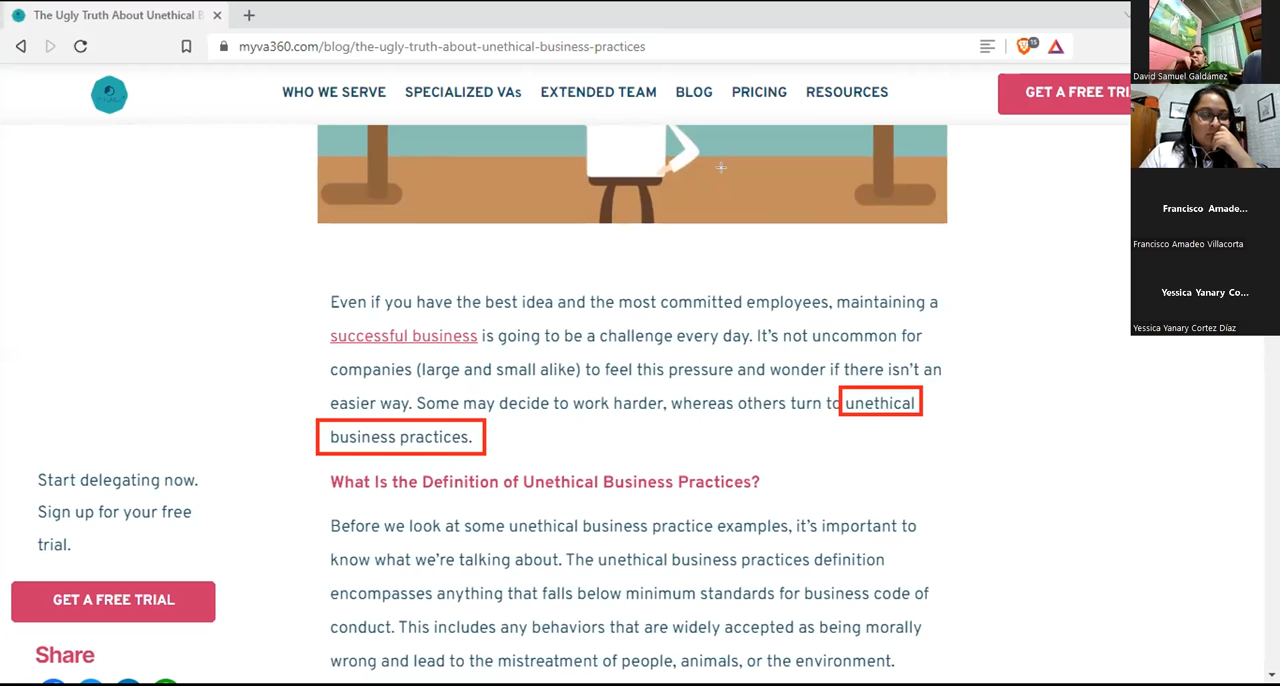 The Ugly Truth About Unethical B
myva360.com/blog/the-ugly-truth-about-unethical-business-practices
15
WHO WE SERVE SPECIALIZED VAs EXTENDED TEAM BLOG PRICING RESOURCES
GET A FREE TRI
David Samuel Galdámez
Francisco Amade...
Francisco Amadeo Villacorta
Yessica Yanary Co...
Yessica Yanary Cortez Díaz
Even if you have the best idea and the most committed employees, maintaining a
successful business is going to be a challenge every day. It's not uncommon for
companies (large and small alike) to feel this pressure and wonder if there isn't an
easier way. Some may decide to work harder, whereas others turn to unethical
business practices.
What Is the Definition of Unethical Business Practices?
Before we look at some unethical business practice examples, it's important to
know what we're talking about. The unethical business practices definition
encompasses anything that falls below minimum standards for business code of
conduct. This includes any behaviors that are widely accepted as being morally
wrong and lead to the mistreatment of people, animals, or the environment.
Start delegating now.
Sign up for your free
trial.
GET A FREE TRIAL
Share